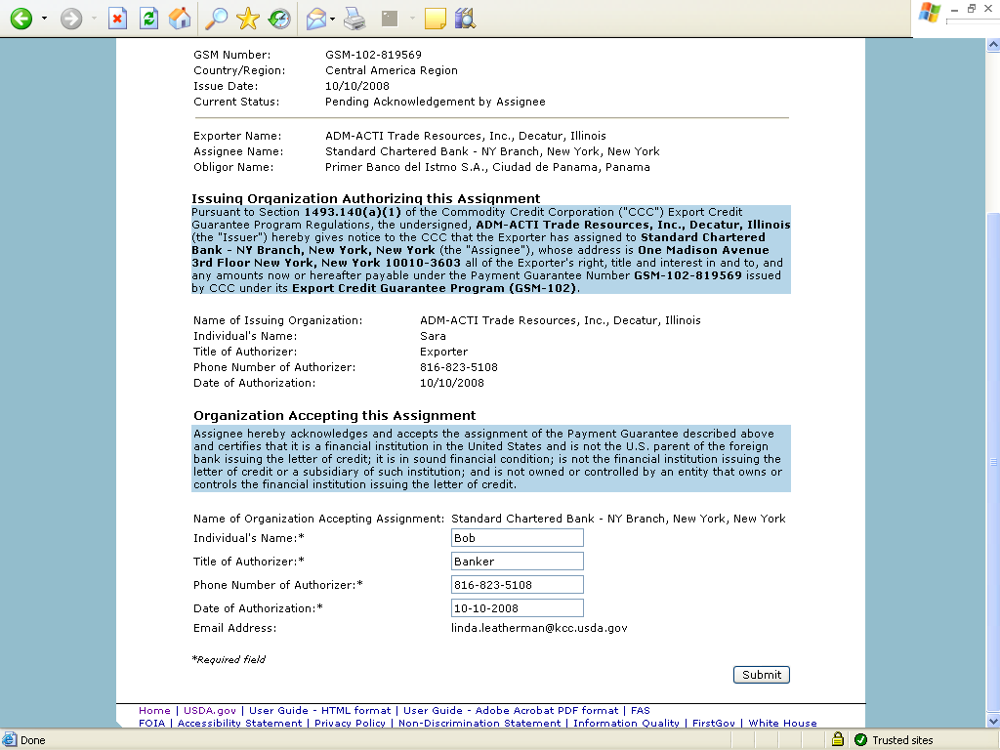 GSM Number: GSM-102-819569
Country/Region: Central America Region
Issue Date: 10/10/2008
Current Status: Pending Acknowledgement by Assignee
Exporter Name: ADM-ACTI Trade Resources, Inc., Decatur, Illinois
Assignee Name: Standard Chartered Bank - NY Branch, New York, New York
Obligor Name: Primer Banco del Istmo S.A., Ciudad de Panama, Panama
Issuing Organization Authorizing this Assignment
Pursuant to Section 1493.140(a)(1) of the Commodity Credit Corporation ("CCC") Export Credit
Guarantee Program Regulations, the undersigned, ADM-ACTI Trade Resources, Inc., Decatur, Illinois
(the "Issuer") hereby gives notice to the CCC that the Exporter has assigned to Standard Chartered
Bank - NY Branch, New York, New York (the "Assignee"), whose address is One Madison Avenue
3rd Floor New York, New York 10010-3603 all of the Exporter's right, title and interest in and to, and
any amounts now or hereafter payable under the Payment Guarantee Number GSM-102-819569 issued
by CCC under its Export Credit Guarantee Program (GSM-102).
Name of Issuing Organization: ADM-ACTI Trade Resources, Inc., Decatur, Illinois
Individual's Name: Sara
Title of Authorizer: Exporter
Phone Number of Authorizer: 816-823-5108
Date of Authorization: 10/10/2008
Organization Accepting this Assignment
Assignee hereby acknowledges and accepts the assignment of the Payment Guarantee described above
and certifies that it is a financial institution in the United States and is not the U.S. parent of the foreign
bank issuing the letter of credit; it is in sound financial condition; is not the financial institution issuing the
letter of credit or a subsidiary of such institution; and is not owned or controlled by an entity that owns or
controls the financial institution issuing the letter of credit.
Name of Organization Accepting Assignment: Standard Chartered Bank - NY Branch, New York, New York
Individual's Name:* Bob
Title of Authorizer:* Banker
Phone Number of Authorizer:* 816-823-5108
Date of Authorization:* 10-10-2008
Email Address: linda.leatherman@kcc.usda.gov
*Required field
Submit
Home | USDA.gov | User Guide - HTML format | User Guide - Adobe Acrobat PDF format | FAS
FOIA | Accessibility Statement | Privacy Policy | Non-Discrimination Statement | Information Quality | FirstGov | White House
Done Trusted sites